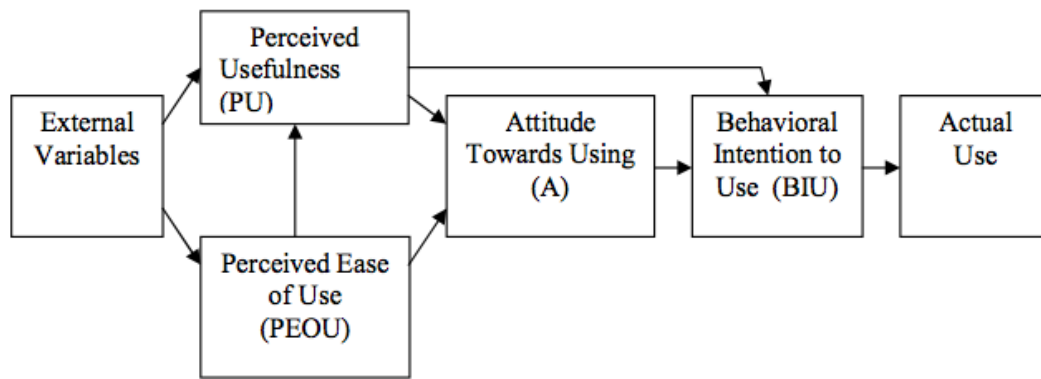 Perceived
Usefulness
(PU)
External
Variables
Attitude
Towards Using
(A)
Behavioral
Intention to
Use (BIU)
Actual
Use
Perceived Ease
of Use
(PEOU)